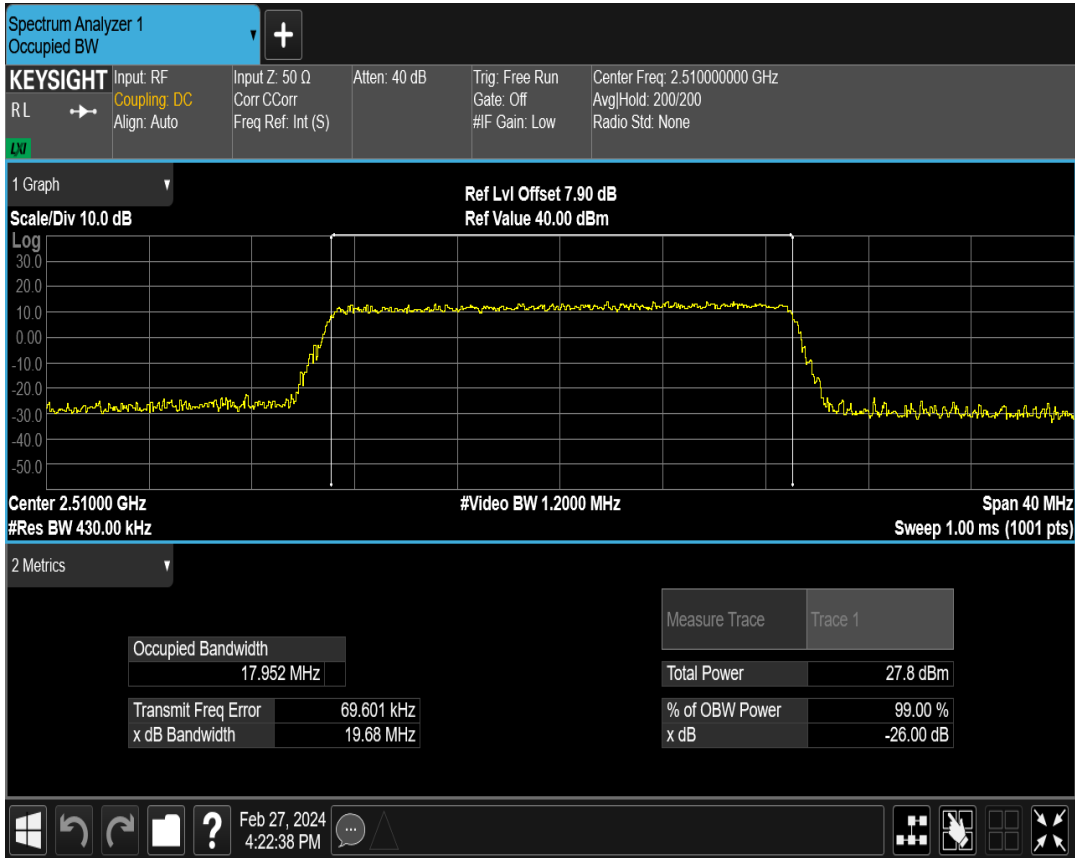 Spectrum Analyzer 1
Occupied BW
+
KEYSIGHT
R L
LXI
Input: RF
Coupling: DC
Align: Auto
Input Z: 50 Ω
Corr CCorr
Freq Ref: Int (S)
Atten: 40 dB
Trig: Free Run
Gate: Off
#IF Gain: Low
Center Freq: 2.510000000 GHz
Avg|Hold: 200/200
Radio Std: None
1 Graph
Scale/Div 10.0 dB
Ref Lvl Offset 7.90 dB
Ref Value 40.00 dBm
Log
30.0
20.0
10.0
0.00
-10.0
-20.0
-30.0
-40.0
-50.0
Center 2.51000 GHz
#Video BW 1.2000 MHz
Span 40 MHz
#Res BW 430.00 kHz
Sweep 1.00 ms (1001 pts)
2 Metrics
Measure Trace Trace 1
Occupied Bandwidth
17.952 MHz
Total Power 27.8 dBm
Transmit Freq Error 69.601 kHz
% of OBW Power 99.00 %
x dB Bandwidth 19.68 MHz
x dB -26.00 dB
?
Feb 27, 2024
4:22:38 PM